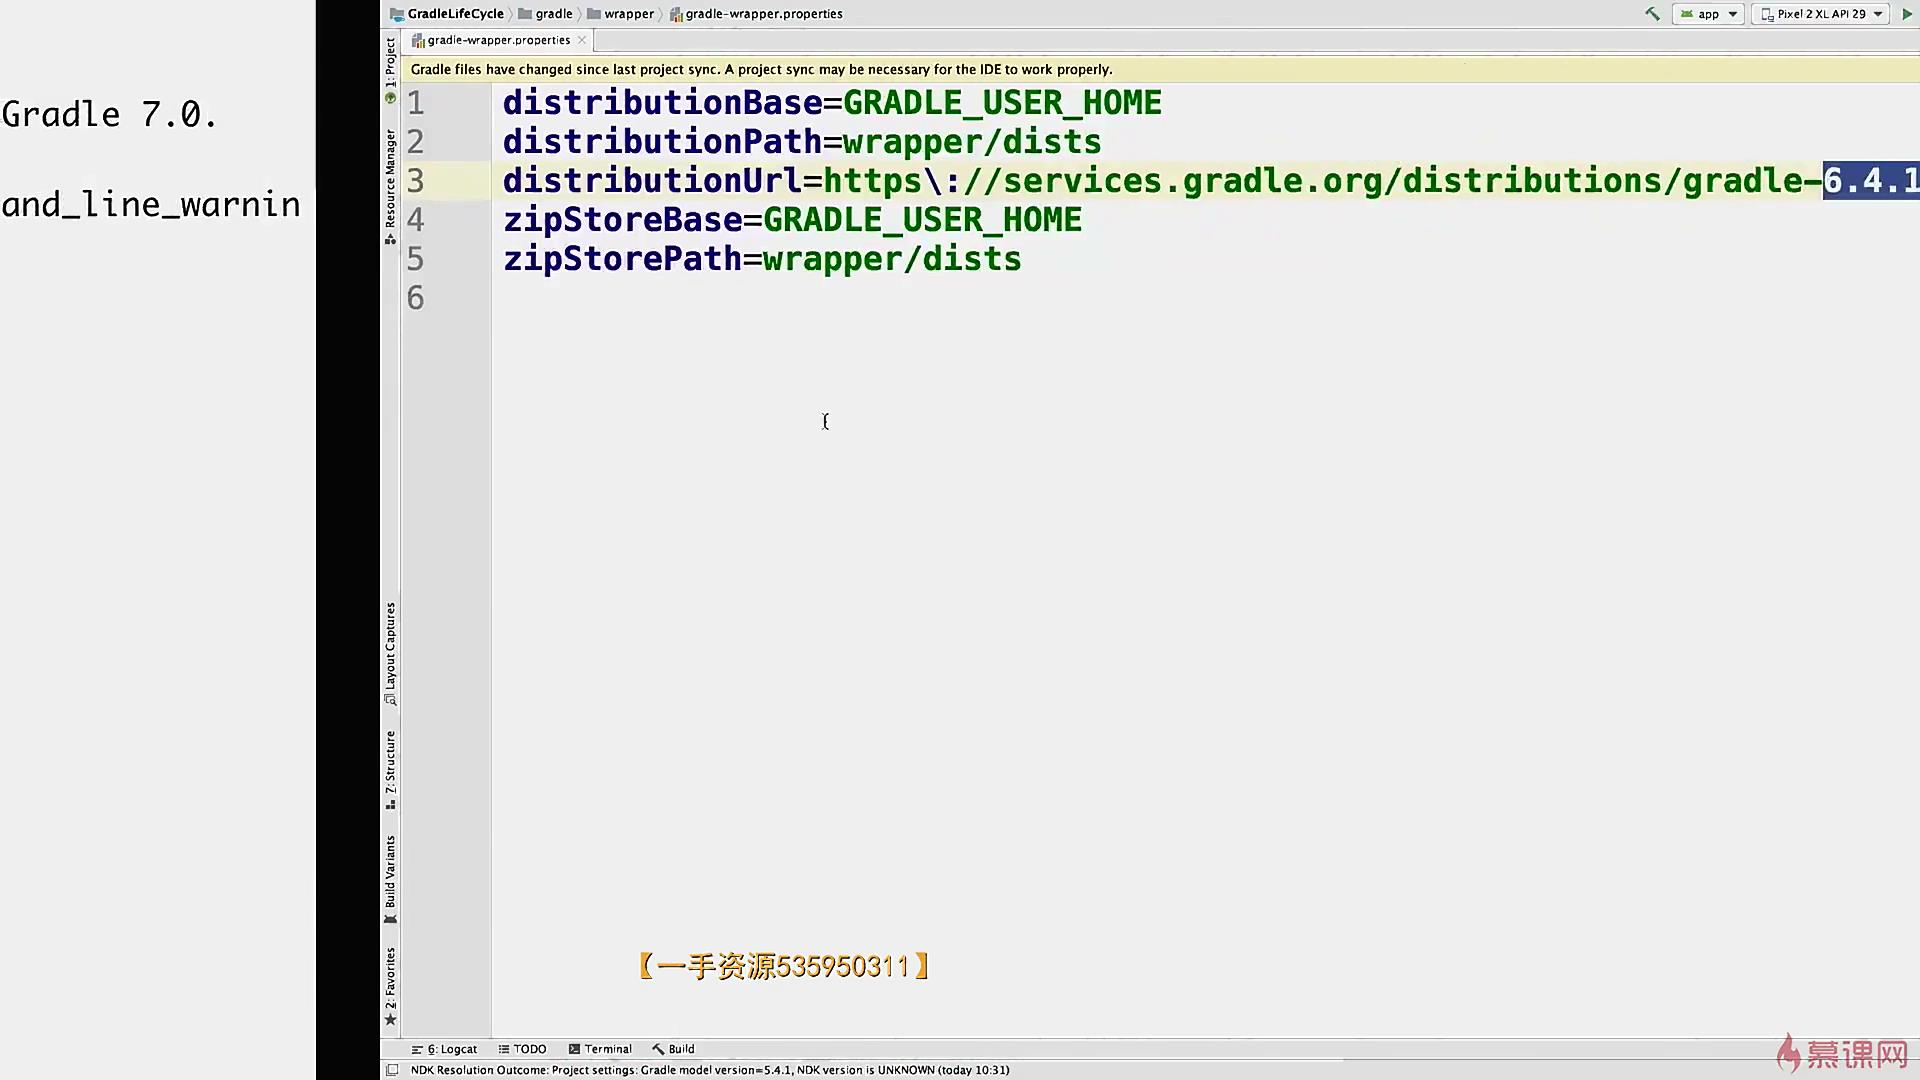 Gradle 7.0.
and_line_warnin
GradleLifeCycle
gradle
wrapper
gradle-wrapper.properties
app
Pixel 2 XL API 29
gradle-wrapper.properties
Gradle files have changed since last project sync. A project sync may be necessary for the IDE to work properly.
1 distributionBase=GRADLE_USER_HOME
2 distributionPath=wrapper/dists
3 distributionUrl=https\://services.gradle.org/distributions/gradle-6.4.1
4 zipStoreBase=GRADLE_USER_HOME
5 zipStorePath=wrapper/dists
6
1: Project
Resource Manager
Layout Captures
7: Structure
Build Variants
2: Favorites
【一手资源535950311】
6: Logcat
TODO
Terminal
Build
NDK Resolution Outcome: Project settings: Gradle model version=5.4.1, NDK version is UNKNOWN (today 10:31)
慕课网